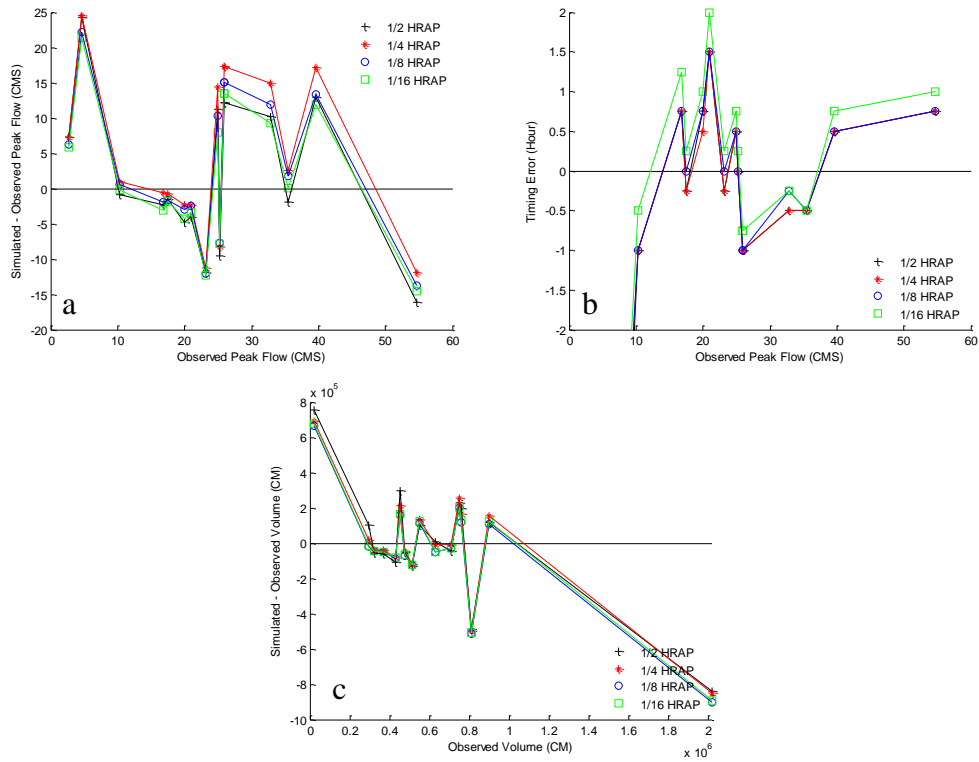 25
20
15
10
5
0
-5
-10
-15
-20
0 10 20 30 40 50 60
Simulated - Observed Peak Flow (CMS)
Observed Peak Flow (CMS)
1/2 HRAP
1/4 HRAP
1/8 HRAP
1/16 HRAP
a
2
1.5
1
0.5
0
-0.5
-1
-1.5
-2
0 10 20 30 40 50 60
Timing Error (Hour)
Observed Peak Flow (CMS)
1/2 HRAP
1/4 HRAP
1/8 HRAP
1/16 HRAP
b
x 10^5
8
6
4
2
0
-2
-4
-6
-8
-10
0 0.2 0.4 0.6 0.8 1 1.2 1.4 1.6 1.8 2
x 10^6
Simulated - Observed Volume (CM)
Observed Volume (CM)
1/2 HRAP
1/4 HRAP
1/8 HRAP
1/16 HRAP
c